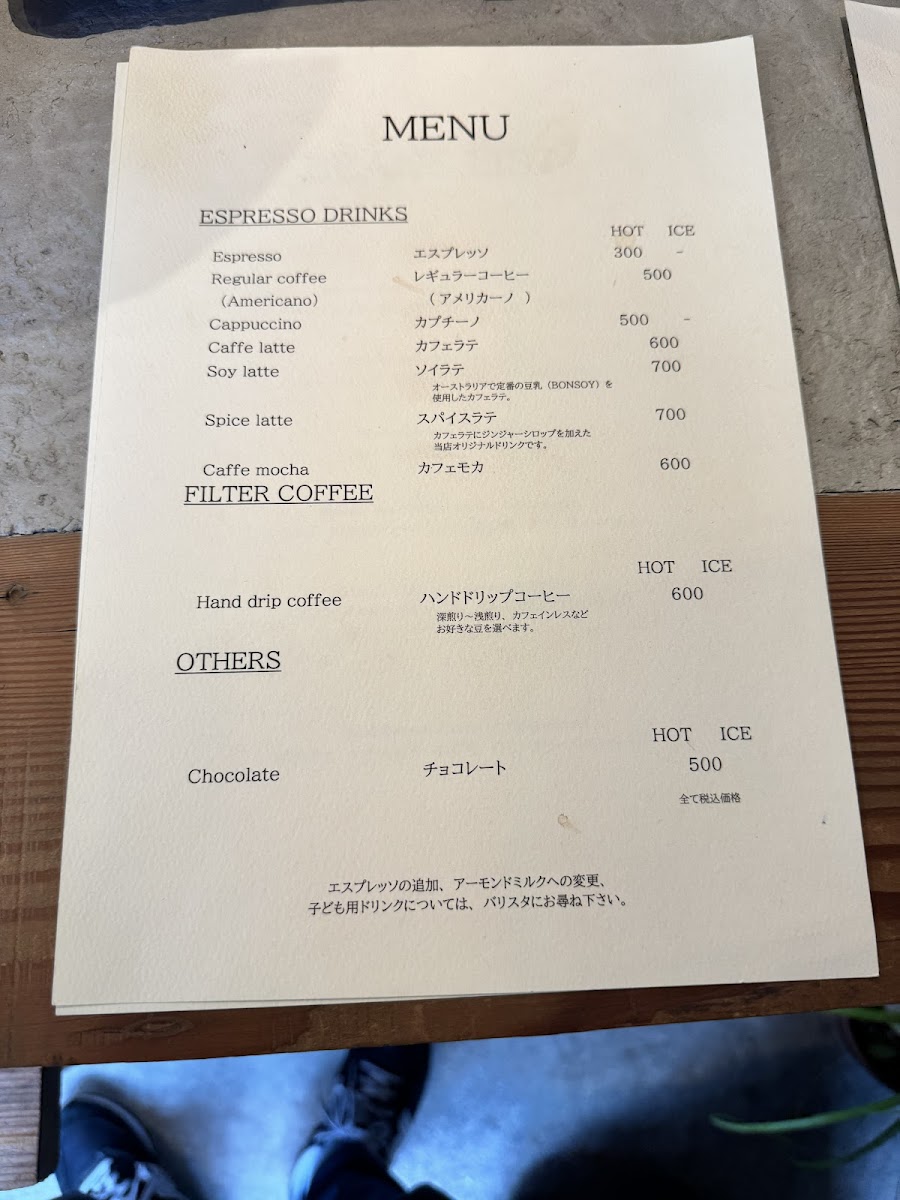 MENU
ESPRESSO DRINKS
HOT ICE
Espresso エスプレッソ 300 -
Regular coffee レギュラーコーヒー 500
（Americano） （ アメリカーノ ）
Cappuccino カプチーノ 500 -
Caffe latte カフェラテ 600
Soy latte ソイラテ 700
オーストラリアで定番の豆乳（BONSOY）を
使用したカフェラテ。
Spice latte スパイスラテ 700
カフェラテにジンジャーシロップを加えた
当店オリジナルドリンクです。
Caffe mocha カフェモカ 600
FILTER COFFEE
HOT ICE
Hand drip coffee ハンドドリップコーヒー 600
深煎り～浅煎り、カフェインレスなど
お好きな豆を選べます。
OTHERS
HOT ICE
Chocolate チョコレート 500
全て税込価格
エスプレッソの追加、アーモンドミルクへの変更、
子ども用ドリンクについては、バリスタにお尋ね下さい。